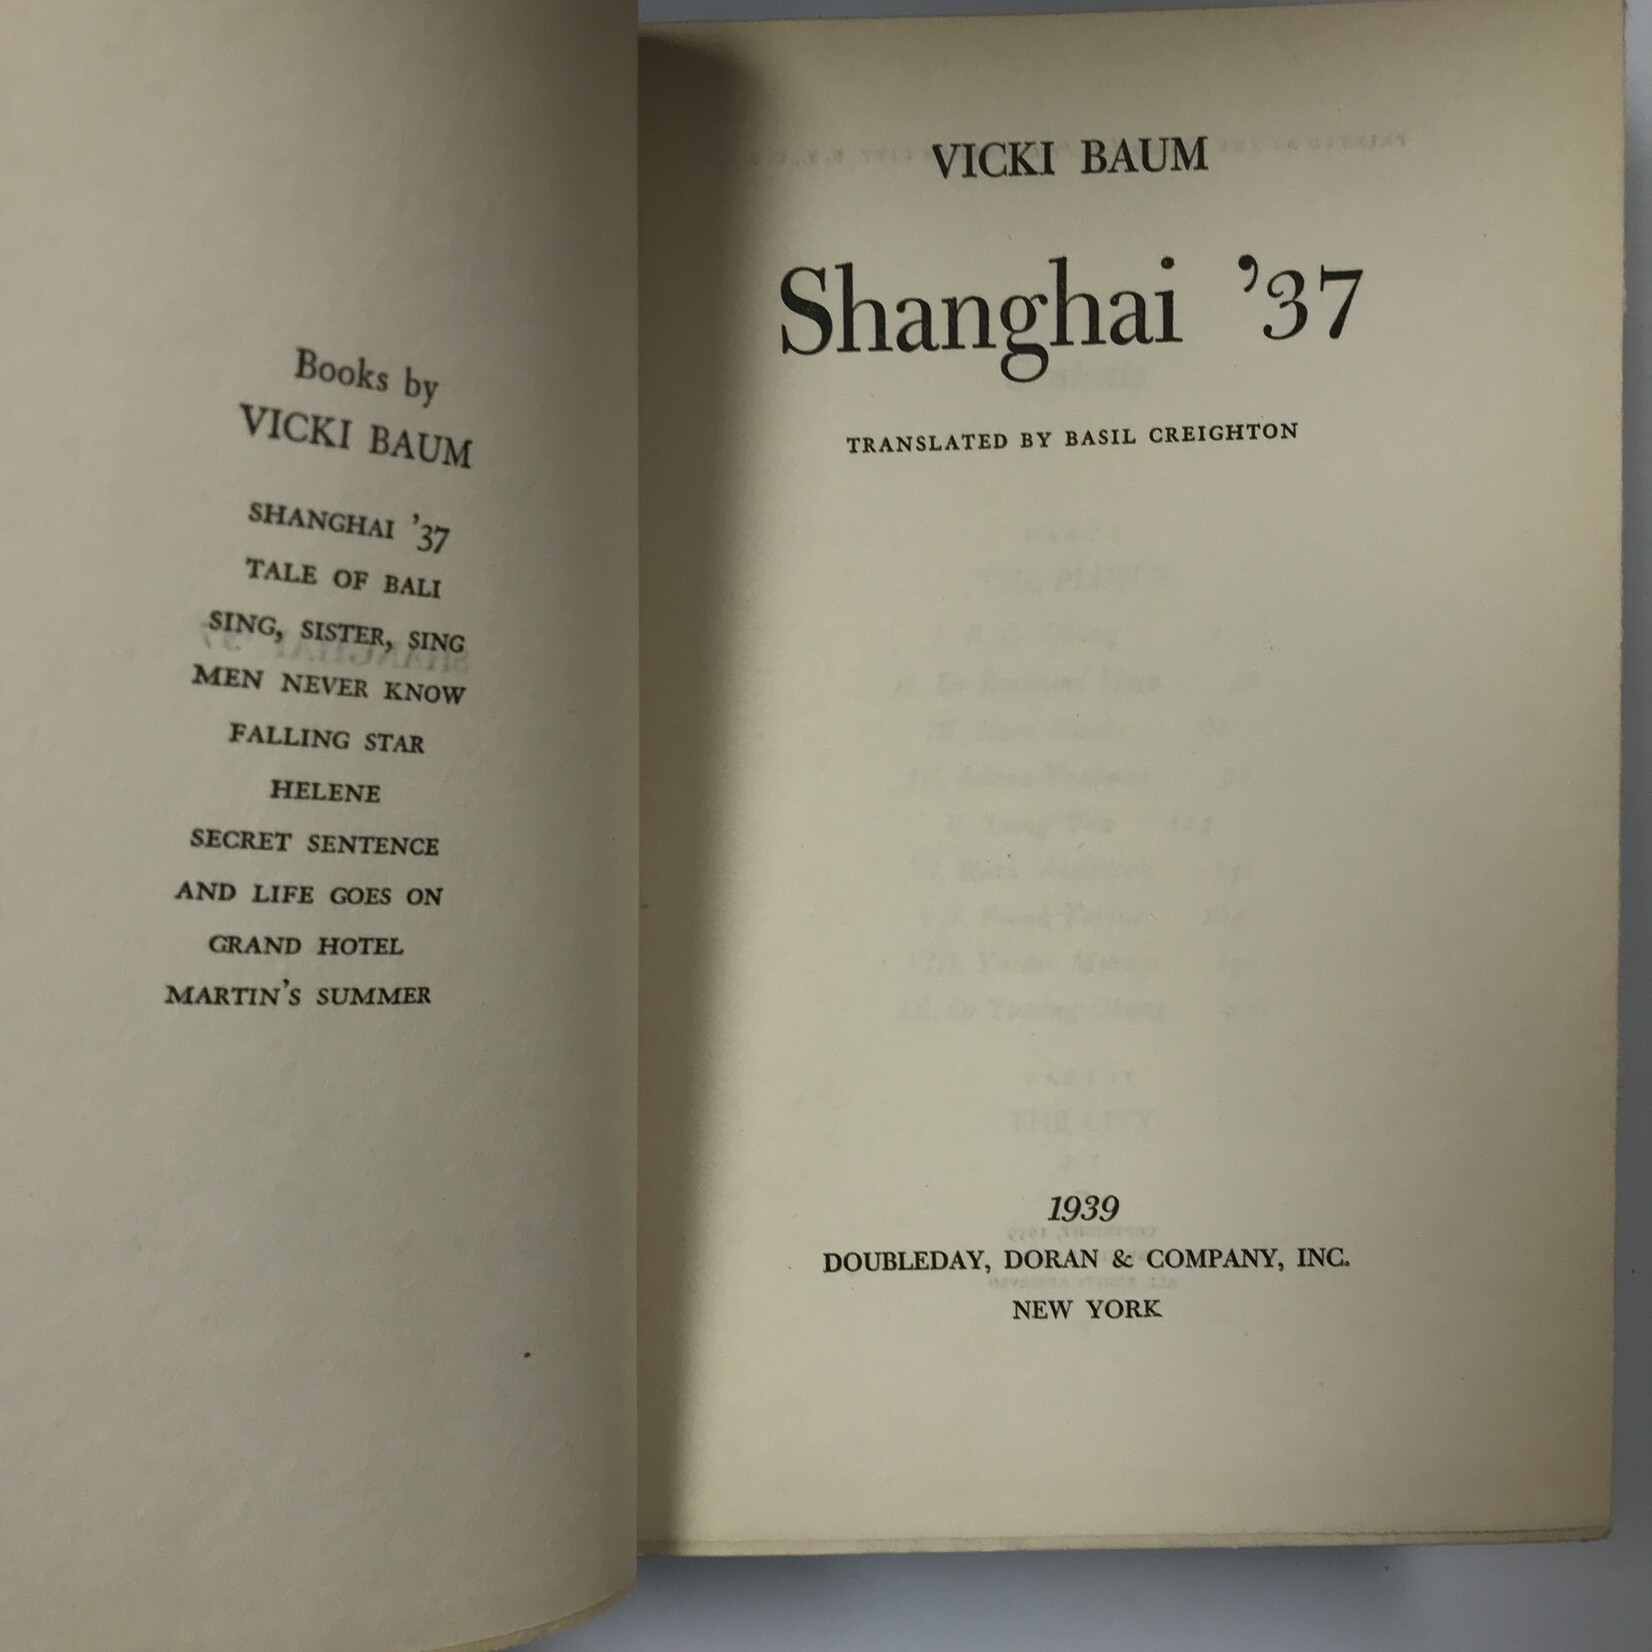 Books by
VICKI BAUM
SHANGHAI ’37
TALE OF BALI
SING, SISTER, SING
MEN NEVER KNOW
FALLING STAR
HELENE
SECRET SENTENCE
AND LIFE GOES ON
GRAND HOTEL
MARTIN’S SUMMER
VICKI BAUM
Shanghai ’37
TRANSLATED BY BASIL CREIGHTON
1939
DOUBLEDAY, DORAN & COMPANY, INC.
NEW YORK